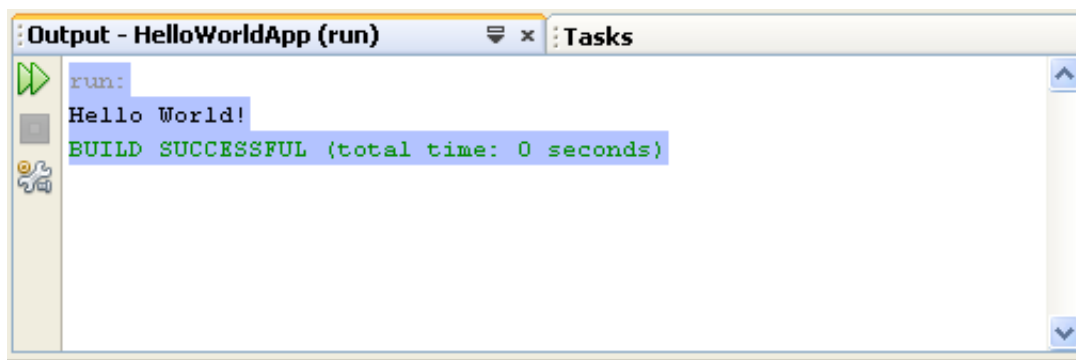 Output - HelloWorldApp (run)
Tasks
run:
Hello World!
BUILD SUCCESSFUL (total time: 0 seconds)